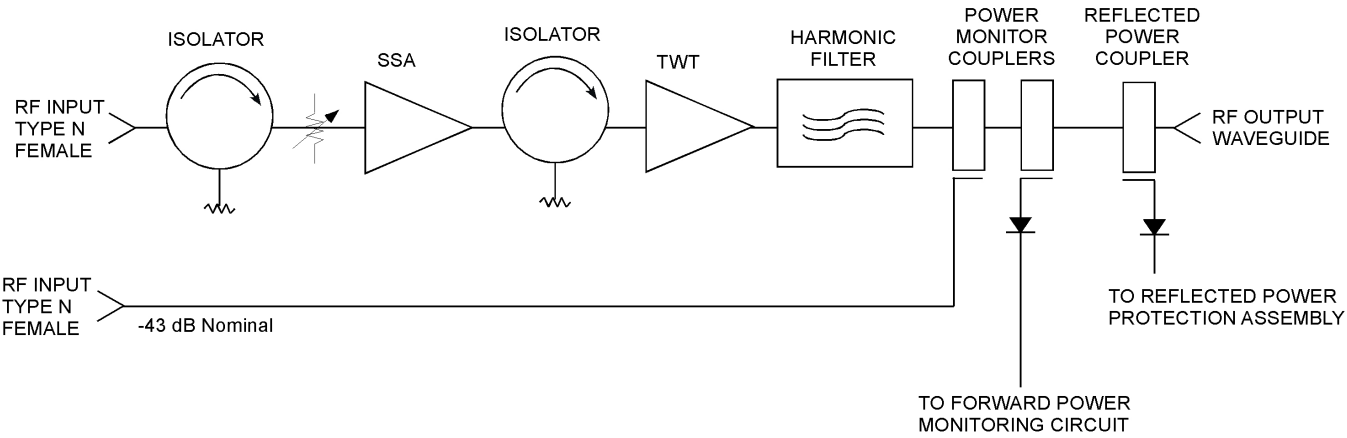 ISOLATOR
SSA
ISOLATOR
TWT
HARMONIC
FILTER
POWER
MONITOR
COUPLERS
REFLECTED
POWER
COUPLER
RF INPUT
TYPE N
FEMALE
RF OUTPUT
WAVEGUIDE
RF INPUT
TYPE N
FEMALE
-43 dB Nominal
TO REFLECTED POWER
PROTECTION ASSEMBLY
TO FORWARD POWER
MONITORING CIRCUIT